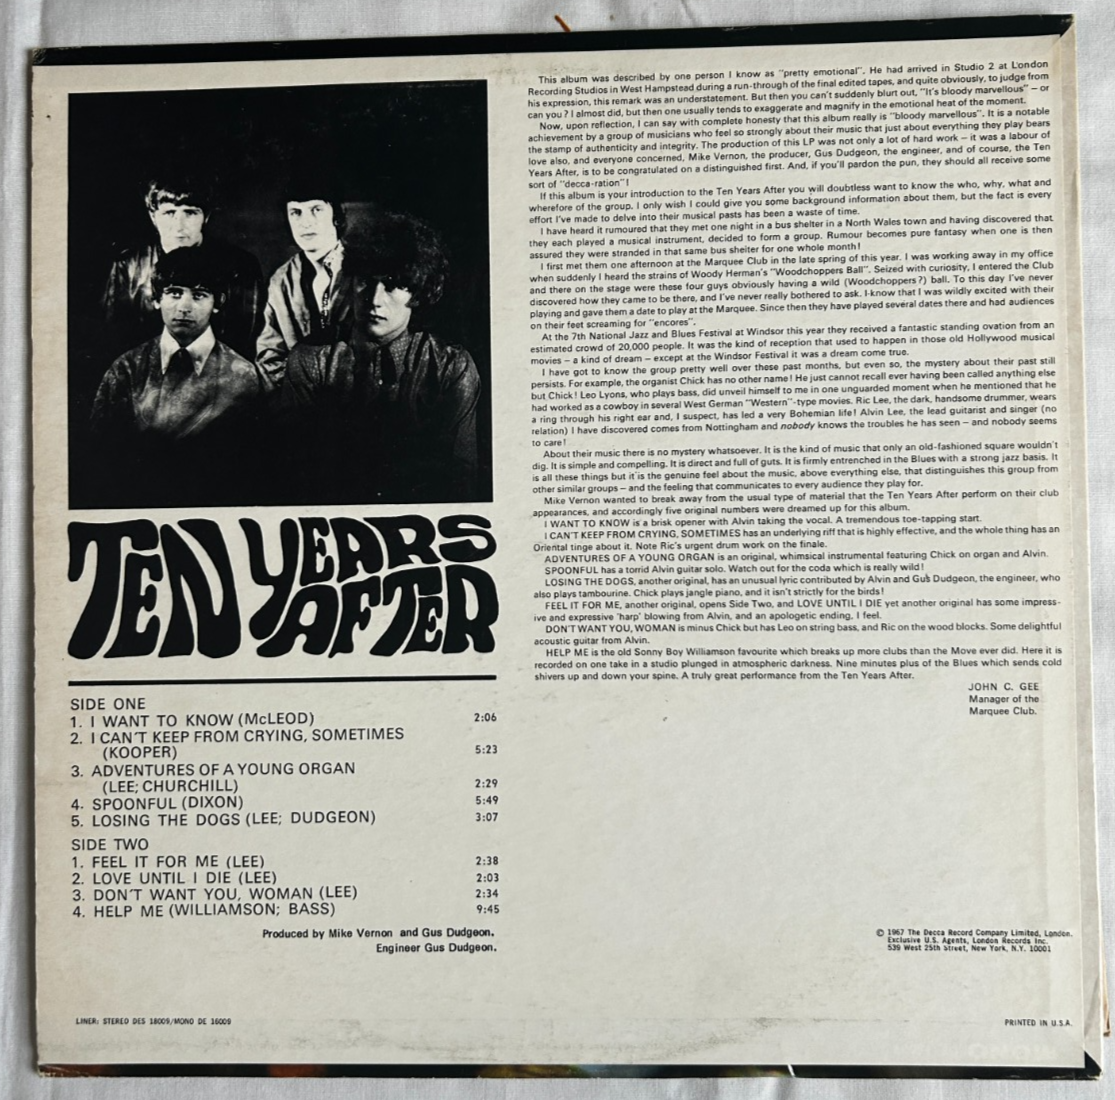 This album was described by one person I know as "pretty emotional". He had arrived in Studio 2 at London
Recording Studios in West Hampstead during a run-through of the final edited tapes, and quite obviously, to judge from
his expression, this remark was an understatement. But then you can't suddenly blurt out, "It's bloody marvellous" – or
can you? I almost did, but then one usually tends to exaggerate and magnify in the emotional heat of the moment.
Now, upon reflection, I can say with complete honesty that this album really is "bloody marvellous". It is a notable
achievement by a group of musicians who feel so strongly about their music that just about everything they play bears
the stamp of authenticity and integrity. The production of this LP was not only a lot of hard work – it was a labour of
love also, and everyone concerned, Mike Vernon, the producer, Gus Dudgeon, the engineer, and of course, the Ten
Years After, is to be congratulated on a distinguished first. And, if you'll pardon the pun, they should all receive some
sort of "decca-ration"!
If this album is your introduction to the Ten Years After you will doubtless want to know the who, why, what and
wherefore of the group. I only wish I could give you some background information about them, but the fact is every
effort I've made to delve into their musical pasts has been a waste of time.
I have heard it rumoured that they met one night in a bus shelter in a North Wales town and having discovered that
they each played a musical instrument, decided to form a group. Rumour becomes pure fantasy when one is then
assured they were stranded in that same bus shelter for one whole month!
I first met them one afternoon at the Marquee Club in the late spring of this year. I was working away in my office
when suddenly I heard the strains of Woody Herman's "Woodchoppers Ball". Seized with curiosity, I entered the Club
and there on the stage were these four guys obviously having a wild (Woodchoppers?) ball. To this day I've never
discovered how they came to be there, and I've never really bothered to ask. I know that I was wildly excited with their
playing and gave them a date to play at the Marquee. Since then they have played several dates there and had audiences
on their feet screaming for "encores".
At the 7th National Jazz and Blues Festival at Windsor this year they received a fantastic standing ovation from an
estimated crowd of 20,000 people. It was the kind of reception that used to happen in those old Hollywood musical
movies – a kind of dream – except at the Windsor Festival it was a dream come true.
I have got to know the group pretty well over these past months, but even so, the mystery about their past still
persists. For example, the organist Chick has no other name! He just cannot recall ever having been called anything else
but Chick! Leo Lyons, who plays bass, did unveil himself to me in one unguarded moment when he mentioned that he
had worked as a cowboy in several West German "Western"-type movies. Ric Lee, the dark, handsome drummer, wears
a ring through his right ear and, I suspect, has led a very Bohemian life! Alvin Lee, the lead guitarist and singer (no
relation) I have discovered comes from Nottingham and nobody knows the troubles he has seen – and nobody seems
to care!
About their music there is no mystery whatsoever. It is the kind of music that only an old-fashioned square wouldn't
dig. It is simple and compelling. It is direct and full of guts. It is firmly entrenched in the Blues with a strong jazz basis. It
is all these things but it is the genuine feel about the music, above everything else, that distinguishes this group from
other similar groups – and the feeling that communicates to every audience they play for.
Mike Vernon wanted to break away from the usual type of material that the Ten Years After perform on their club
appearances, and accordingly five original numbers were dreamed up for this album.
I WANT TO KNOW is a brisk opener with Alvin taking the vocal. A tremendous toe-tapping start.
I CAN'T KEEP FROM CRYING, SOMETIMES has an underlying riff that is highly effective, and the whole thing has an
Oriental tinge about it. Note Ric's urgent drum work on the finale.
ADVENTURES OF A YOUNG ORGAN is an original, whimsical instrumental featuring Chick on organ and Alvin.
SPOONFUL has a torrid Alvin guitar solo. Watch out for the coda which is really wild!
LOSING THE DOGS, another original, has an unusual lyric contributed by Alvin and Gus Dudgeon, the engineer, who
also plays tambourine. Chick plays jangle piano, and it isn't strictly for the birds!
FEEL IT FOR ME, another original, opens Side Two, and LOVE UNTIL I DIE yet another original has some impress-
ive and expressive 'harp' blowing from Alvin, and an apologetic ending, I feel.
DON'T WANT YOU, WOMAN is minus Chick but has Leo on string bass, and Ric on the wood blocks. Some delightful
acoustic guitar from Alvin.
HELP ME is the old Sonny Boy Williamson favourite which breaks up more clubs than the Move ever did. Here it is
recorded on one take in a studio plunged in atmospheric darkness. Nine minutes plus of the Blues which sends cold
shivers up and down your spine. A truly great performance from the Ten Years After.
JOHN C. GEE
Manager of the
Marquee Club.
TEN YEARS
AFTER
SIDE ONE
1. I WANT TO KNOW (McLEOD) 2:06
2. I CAN'T KEEP FROM CRYING, SOMETIMES
(KOOPER) 5:23
3. ADVENTURES OF A YOUNG ORGAN
(LEE; CHURCHILL) 2:29
4. SPOONFUL (DIXON) 5:49
5. LOSING THE DOGS (LEE; DUDGEON) 3:07
SIDE TWO
1. FEEL IT FOR ME (LEE) 2:38
2. LOVE UNTIL I DIE (LEE) 2:03
3. DON'T WANT YOU, WOMAN (LEE) 2:34
4. HELP ME (WILLIAMSON; BASS) 9:45
Produced by Mike Vernon and Gus Dudgeon.
Engineer Gus Dudgeon.
© 1967 The Decca Record Company Limited, London.
Exclusive U.S. Agents, London Records Inc.
539 West 25th Street, New York, N.Y. 10001
LINER: STEREO DES 18009/MONO DE 16009
PRINTED IN U.S.A.